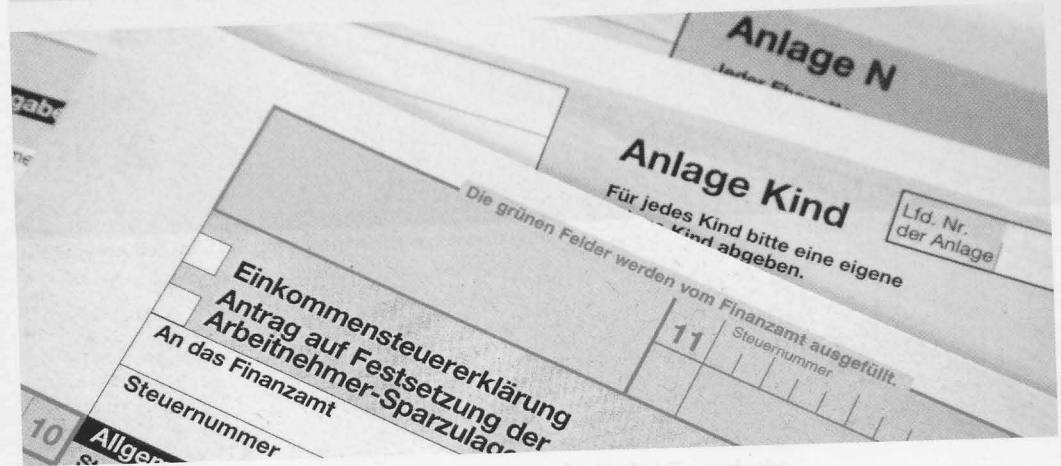 Anlage N
Jeder
Anlage Kind
Für jedes Kind bitte eine eigene
Kind abgeben.
Lfd. Nr.
der Anlage
Die grünen Felder werden vom Finanzamt ausgefüllt.
11
Steuernummer
Einkommensteuererklärung
Antrag auf Festsetzung der
Arbeitnehmer-Sparzulage
An das Finanzamt
Steuernummer
10